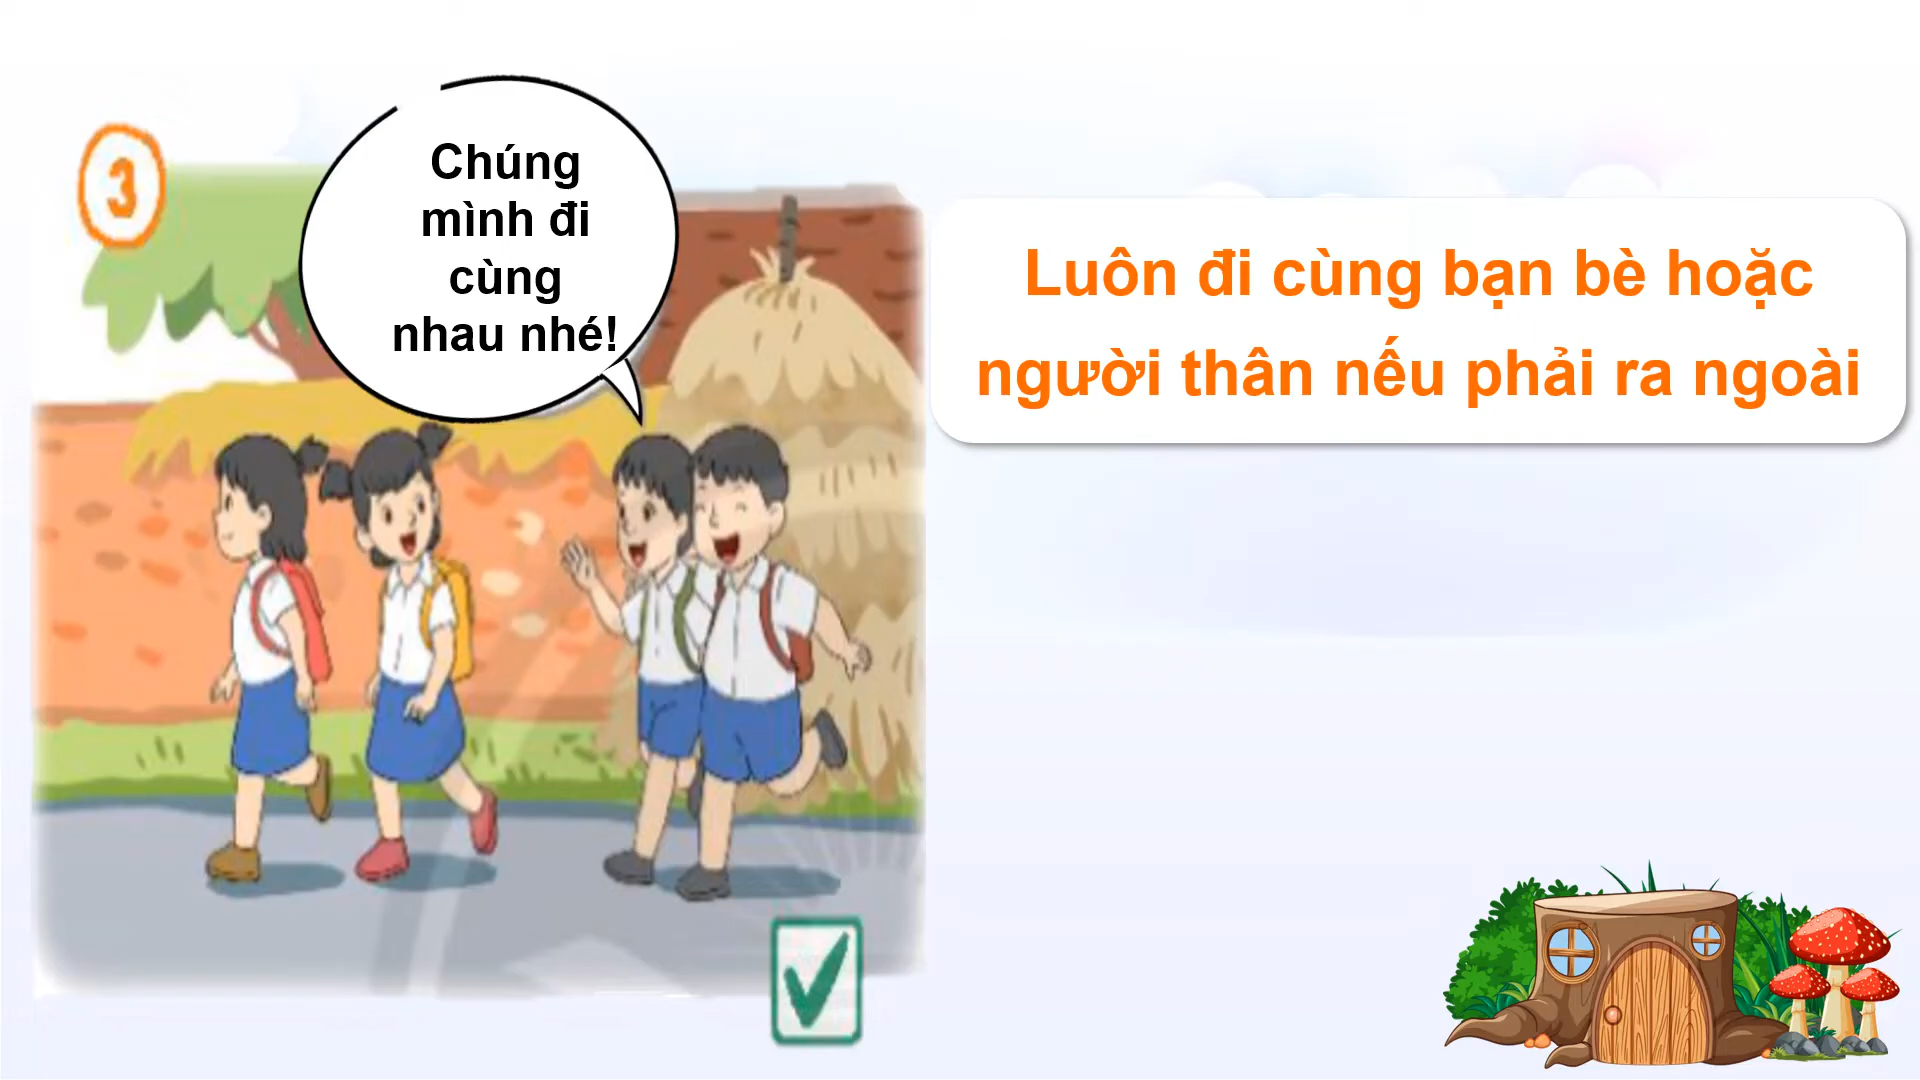 3
Chúng
mình đi
cùng
nhau nhé!
Luôn đi cùng bạn bè hoặc
người thân nếu phải ra ngoài